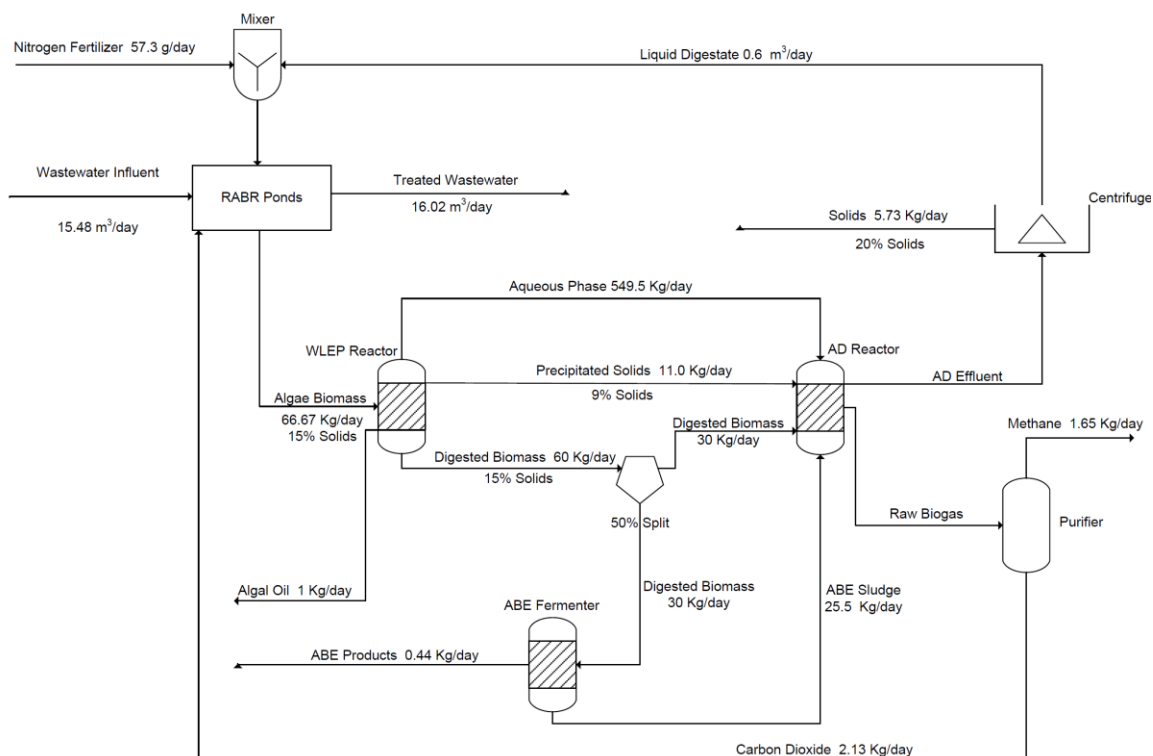 Mixer
Nitrogen Fertilizer 57.3 g/day
Liquid Digestate 0.6 m³/day
Wastewater Influent
15.48 m³/day
RABR Ponds
Treated Wastewater
16.02 m³/day
Centrifuge
Solids 5.73 Kg/day
20% Solids
Aqueous Phase 549.5 Kg/day
WLEP Reactor
AD Reactor
Precipitated Solids 11.0 Kg/day
9% Solids
AD Effluent
Algae Biomass
66.67 Kg/day
15% Solids
Digested Biomass
30 Kg/day
Methane 1.65 Kg/day
Digested Biomass 60 Kg/day
15% Solids
50% Split
Raw Biogas
Purifier
Algal Oil 1 Kg/day
Digested Biomass
30 Kg/day
ABE Sludge
25.5 Kg/day
ABE Fermenter
ABE Products 0.44 Kg/day
Carbon Dioxide 2.13 Kg/day